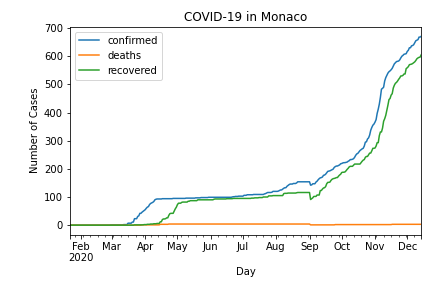 COVID-19 in Monaco
700
600
500
400
300
200
100
0
Number of Cases
confirmed
deaths
recovered
Feb Mar Apr May Jun Jul Aug Sep Oct Nov Dec
2020
Day